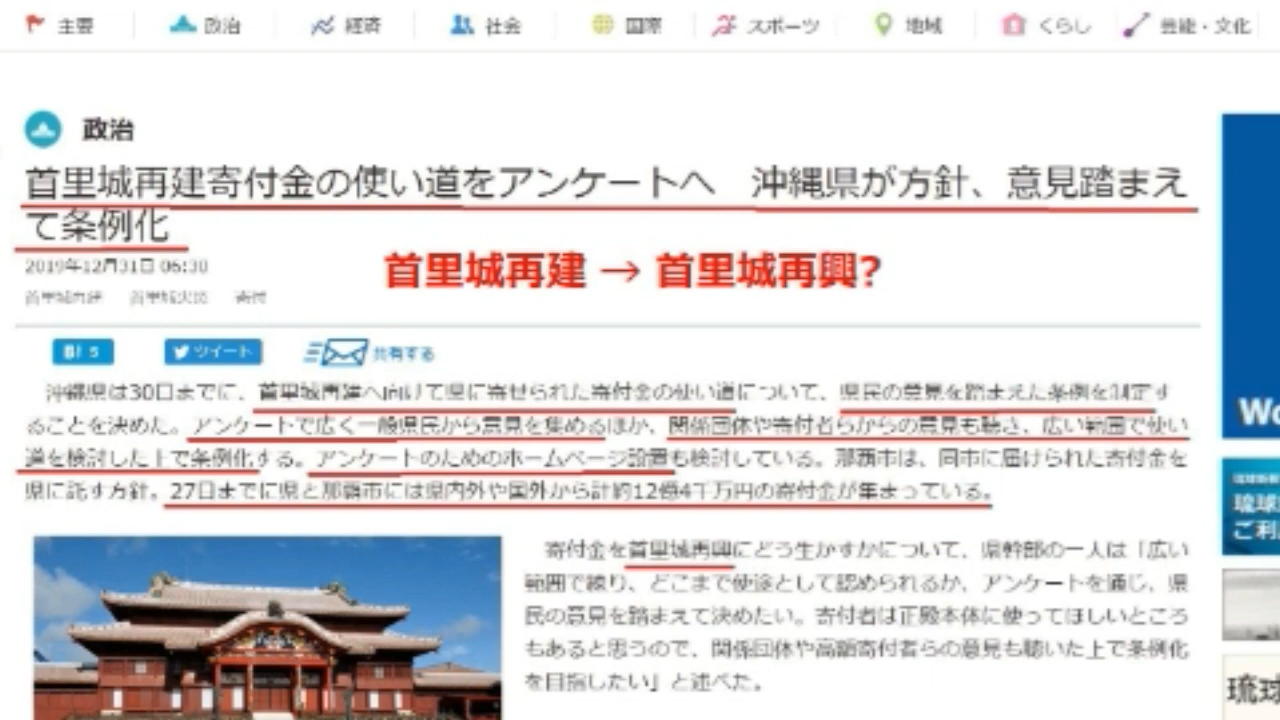 主要 政治 経済 社会 国際 スポーツ 地域 くらし 芸能・文化
政治
首里城再建寄付金の使い道をアンケートへ 沖縄県が方針、意見踏まえ
て条例化
2019年12月31日 06:30
首里城再建→首里城再興?
首里城再建 首里城火災 寄付
B! 5 ツイート 共有する
沖縄県は30日までに、首里城再建へ向けて県に寄せられた寄付金の使い道について、県民の意見を踏まえた条例を制定す
ることを決めた。アンケートで広く一般県民から意見を集めるほか、関係団体や寄付者らからの意見も聴き、広い範囲で使い
道を検討した上で条例化する。アンケートのためのホームページ設置も検討している。那覇市は、同市に届けられた寄付金を
県に託す方針。27日までに県と那覇市には県内外や国外から計約12億4千万円の寄付金が集まっている。
寄付金を首里城再興にどう生かすかについて、県幹部の一人は「広い
範囲で練り、どこまで使途として認められるか、アンケートを通じ、県
民の意見を踏まえて決めたい。寄付者は正殿本体に使ってほしいところ
もあると思うので、関係団体や高額寄付者らの意見も聴いた上で条例化
を目指したい」と述べた。
Wo
琉球
ご利
琉球